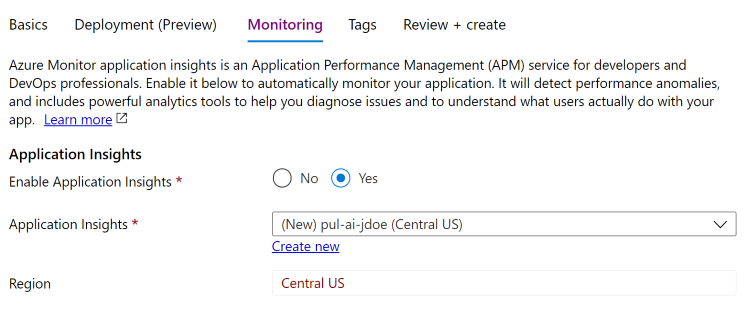 Basics Deployment (Preview) Monitoring Tags Review + create
Azure Monitor application insights is an Application Performance Management (APM) service for developers and
DevOps professionals. Enable it below to automatically monitor your application. It will detect performance anomalies,
and includes powerful analytics tools to help you diagnose issues and to understand what users actually do with your
app. Learn more
Application Insights
Enable Application Insights * No Yes
Application Insights * (New) pul-ai-jdoe (Central US)
Create new
Region Central US